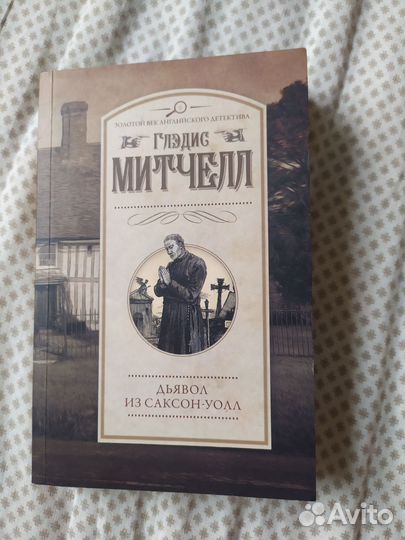 ЗОЛОТОЙ ВЕК АНГЛИЙСКОГО ДЕТЕКТИВА
ГЛЭДИС
МИТЧЕЛЛ
ДЬЯВОЛ
ИЗ САКСОН-УОЛЛ
Avito